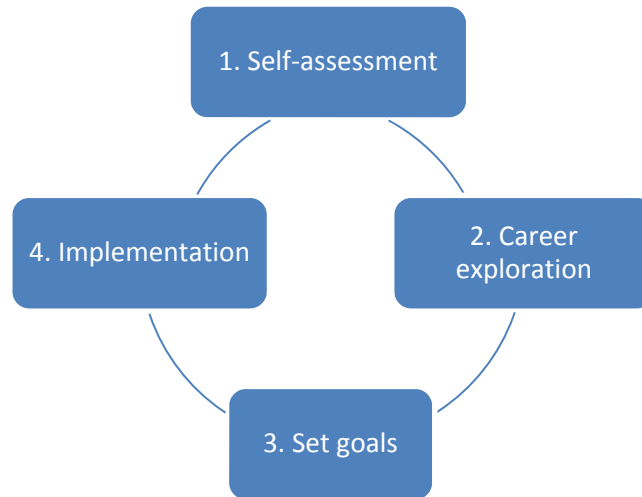 1. Self-assessment
2. Career
exploration
3. Set goals
4. Implementation